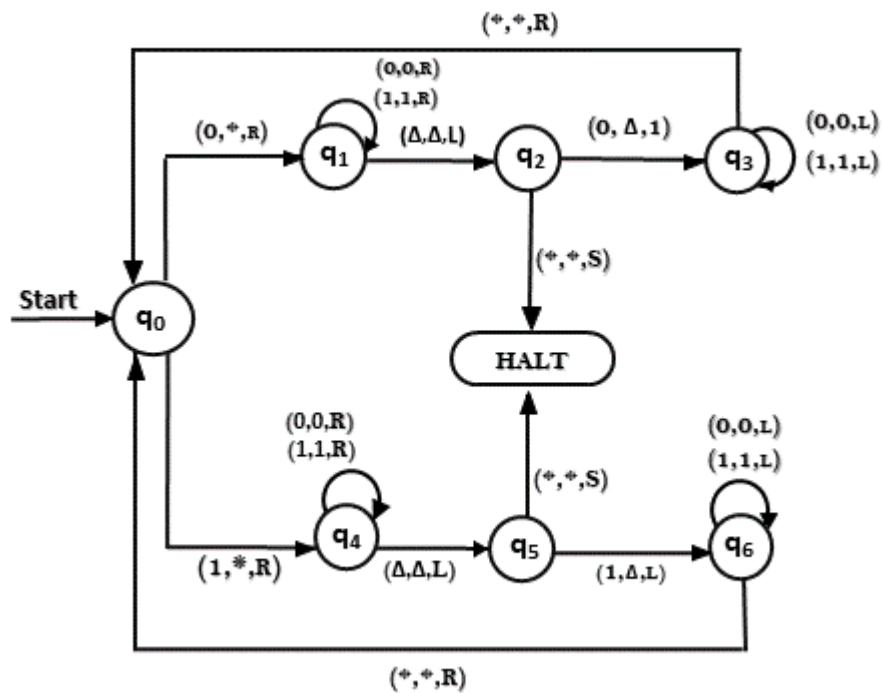 (*,*,R)
(0,0,R)
(1,1,R)
(0,*,R)
q1
(Δ,Δ,L)
q2
(0, Δ,1)
q3
(0,0,L)
(1,1,L)
(*,*,S)
Start
q0
HALT
(0,0,R)
(1,1,R)
(*,*,S)
(0,0,L)
(1,1,L)
q4
q5
q6
(1,*,R)
(Δ,Δ,L)
(1,Δ,L)
(*,*,R)